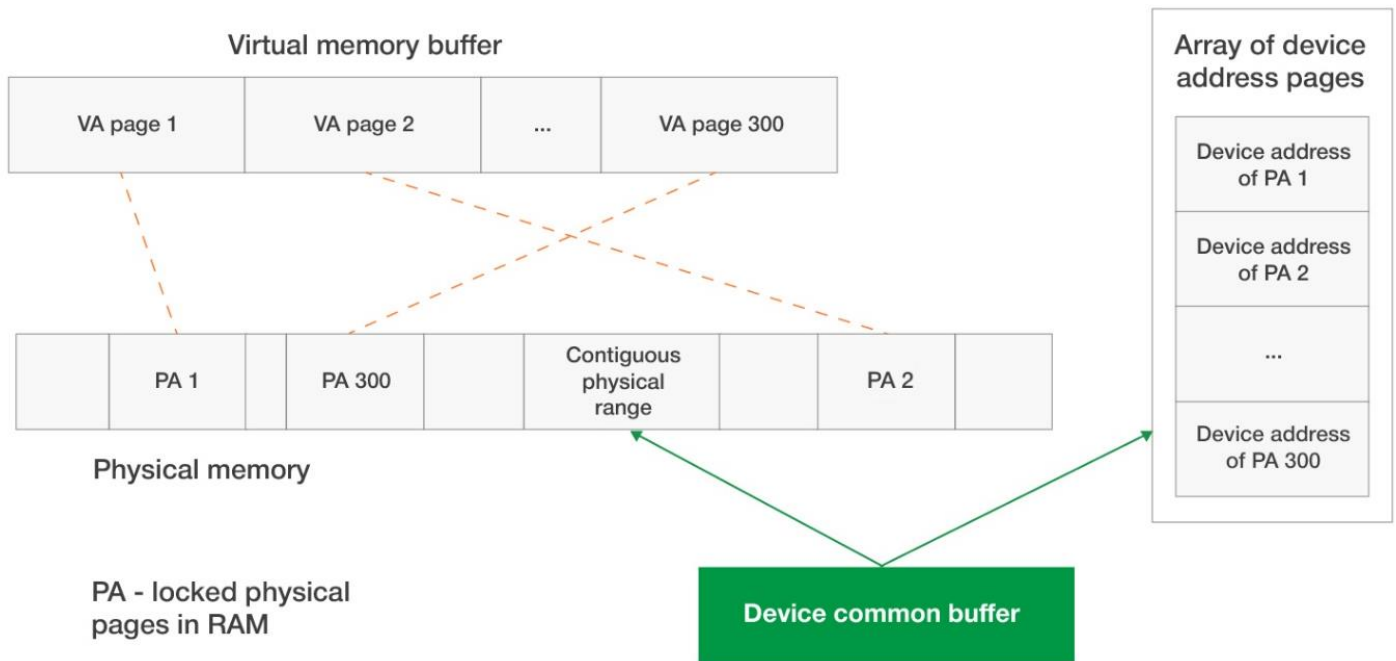 Virtual memory buffer
VA page 1
VA page 2
...
VA page 300
PA 1
PA 300
Contiguous
physical
range
PA 2
Physical memory
PA - locked physical
pages in RAM
Device common buffer
Array of device
address pages
Device address
of PA 1
Device address
of PA 2
...
Device address
of PA 300